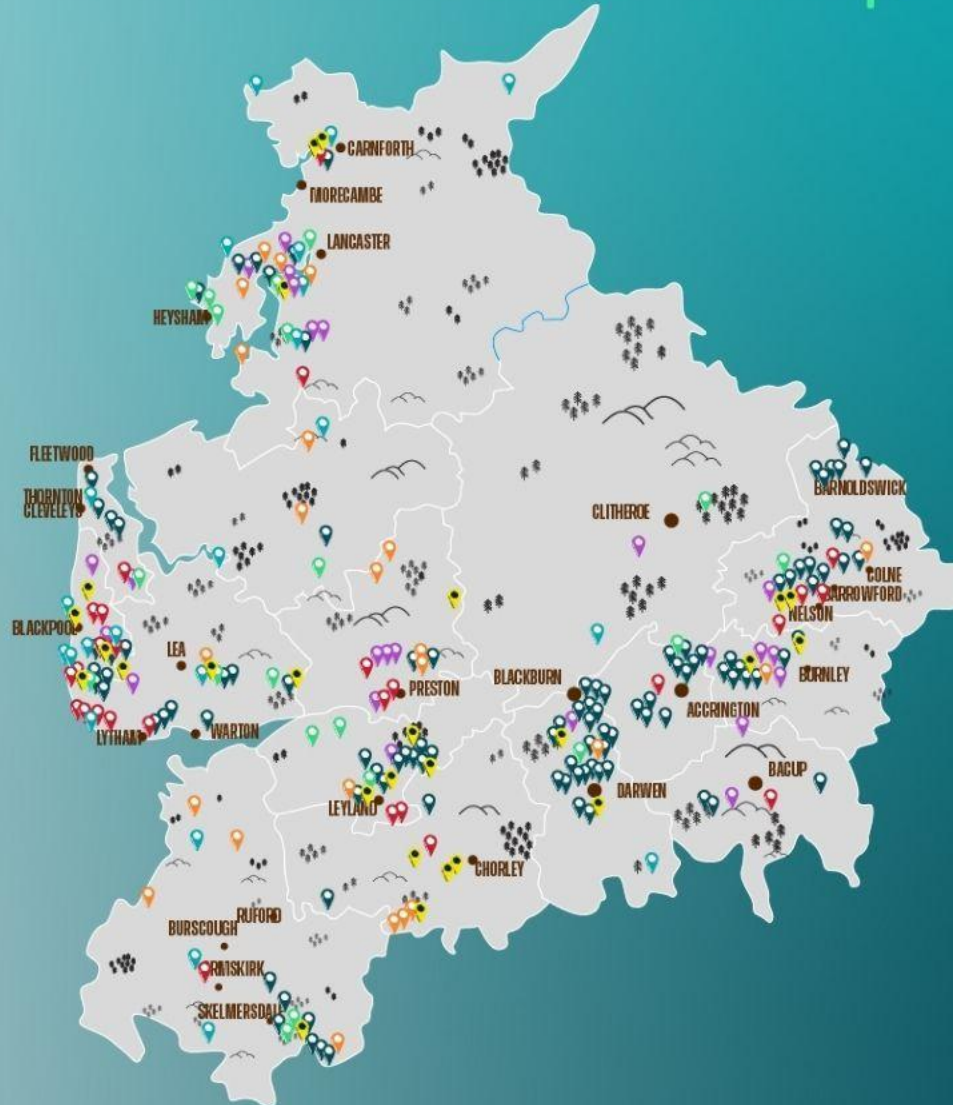 CARNFORTH
MORECAMBE
LANCASTER
HEYSHAM
FLEETWOOD
THORNTON
CLEVELEYS
BARNOLDSWICK
CLITHEROE
COLNE
BARROWFORD
NELSON
BLACKPOOL
LEA
BURNLEY
PRESTON
BLACKBURN
ACCRINGTON
WARTON
LYTHAM
BACUP
DARWEN
LEYLAND
CHORLEY
RUFORD
BURSCOUGH
ORMSKIRK
SKELMERSDALE